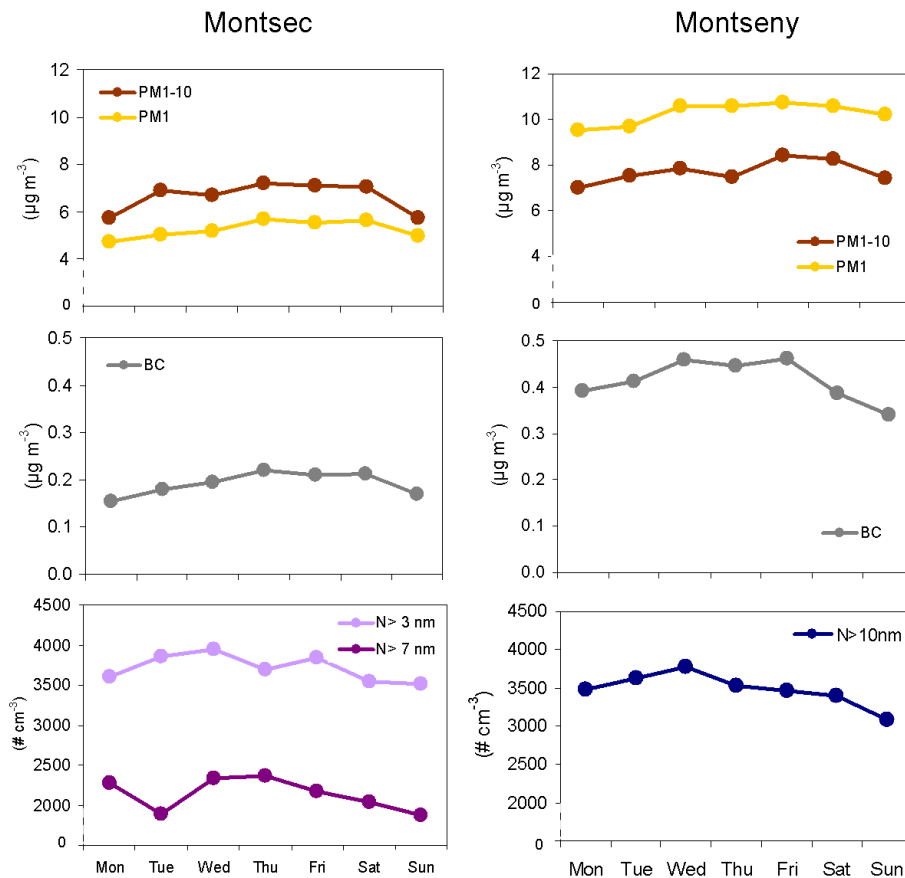 Montsec
Montseny
12
10
8
6
4
0
(µg m-3)
PM1-10
PM1
12
10
8
6
4
0
(µg m-3)
PM1-10
PM1
0.5
0.4
0.3
0.2
0.1
0.0
(µg m-3)
BC
0.5
0.4
0.3
0.2
0.1
0.0
(µg m-3)
BC
4500
4000
3500
3000
2500
2000
0
(# cm-3)
N> 3 nm
N> 7 nm
Mon Tue Wed Thu Fri Sat Sun
4500
4000
3500
3000
2500
2000
0
(# cm-3)
N>10nm
Mon Tue Wed Thu Fri Sat Sun